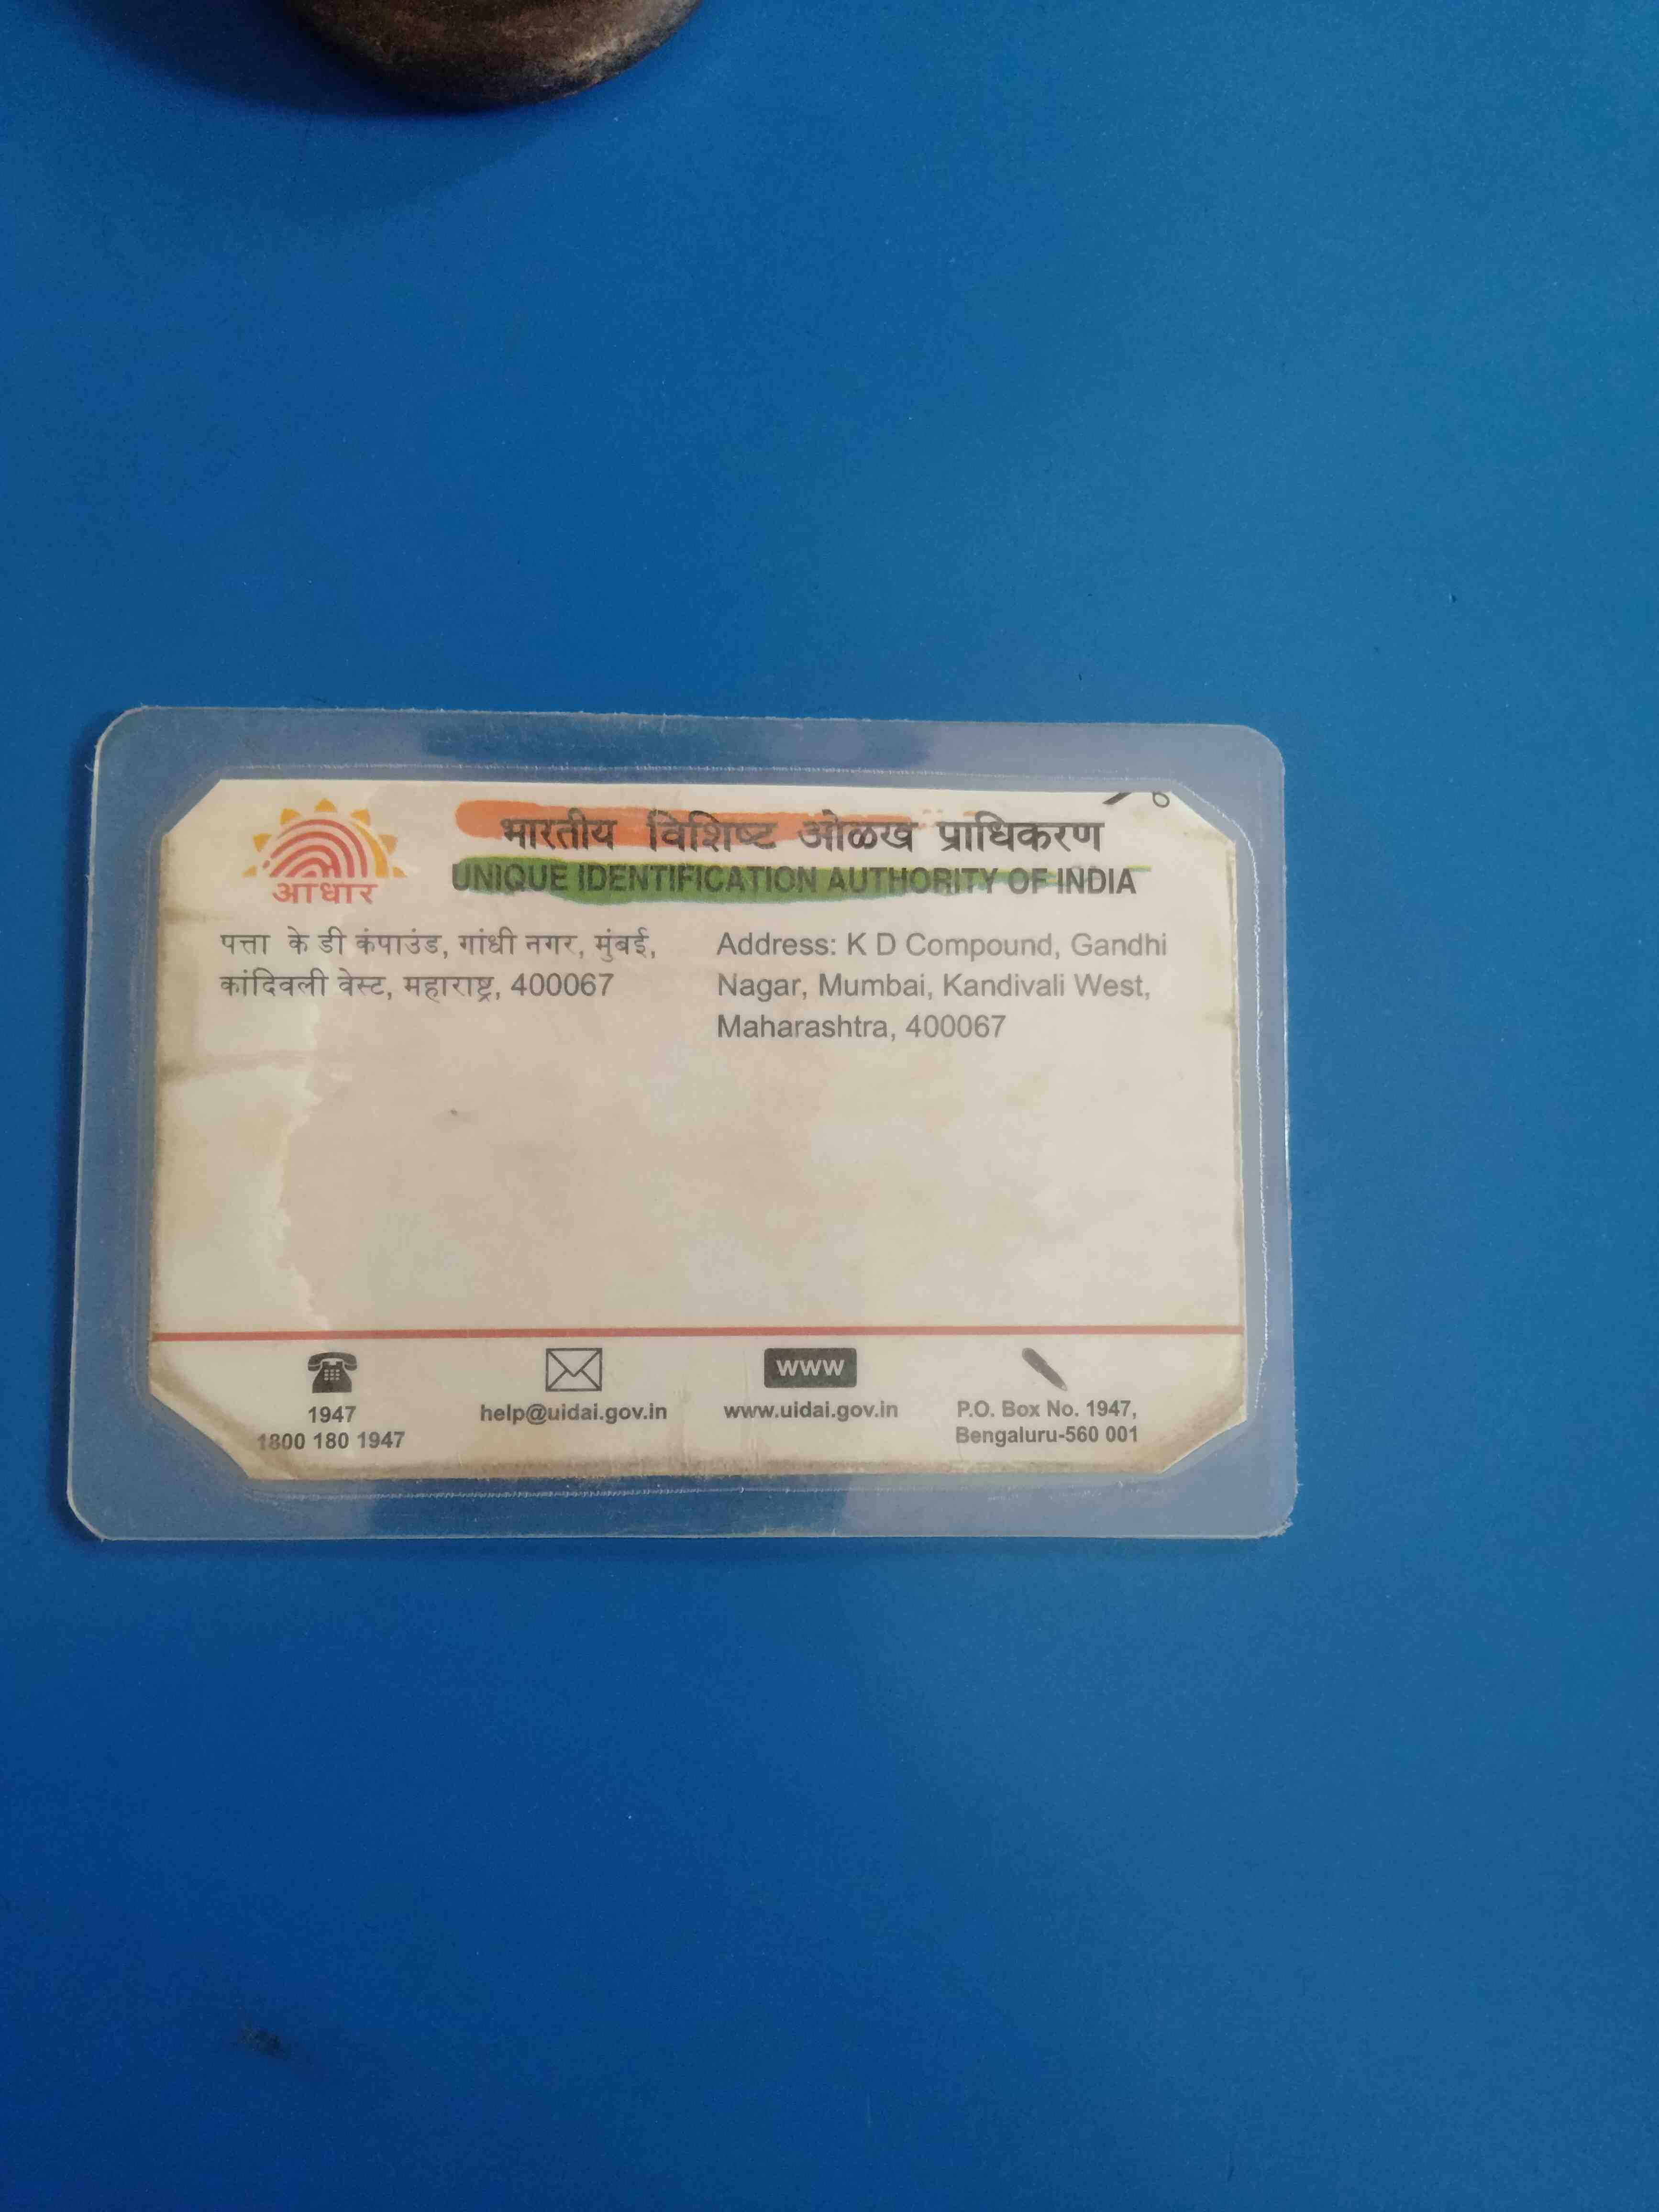 आधार
भारतीय विशिष्ट ओळख प्राधिकरण
UNIQUE IDENTIFICATION AUTHORITY OF INDIA
पत्ता के डी कंपाउंड, गांधी नगर, मुंबई,
कांदिवली वेस्ट, महाराष्ट्र, 400067
Address: K D Compound, Gandhi
Nagar, Mumbai, Kandivali West,
Maharashtra, 400067
1947
1800 180 1947
help@uidai.gov.in
www
www.uidai.gov.in
P.O. Box No. 1947,
Bengaluru-560 001